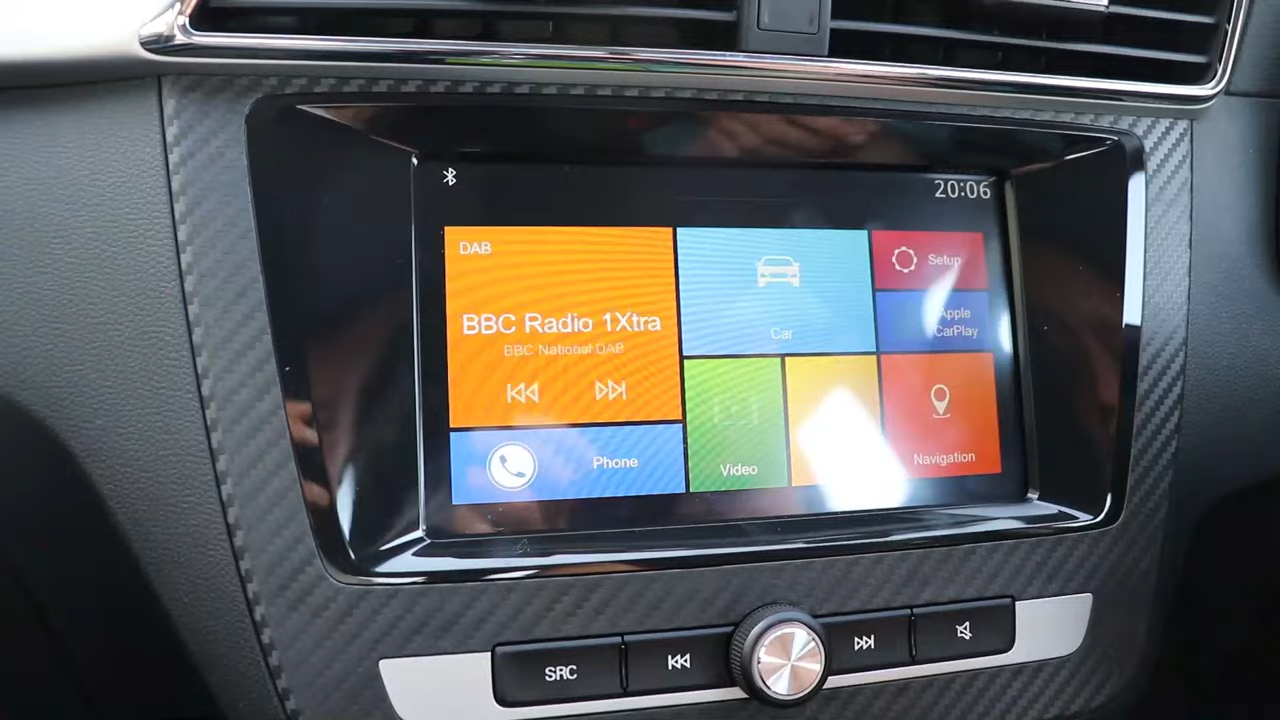 20:06
DAB
BBC Radio 1Xtra
BBC National DAB
Phone
Car
Video
Setup
Apple
CarPlay
Navigation
SRC